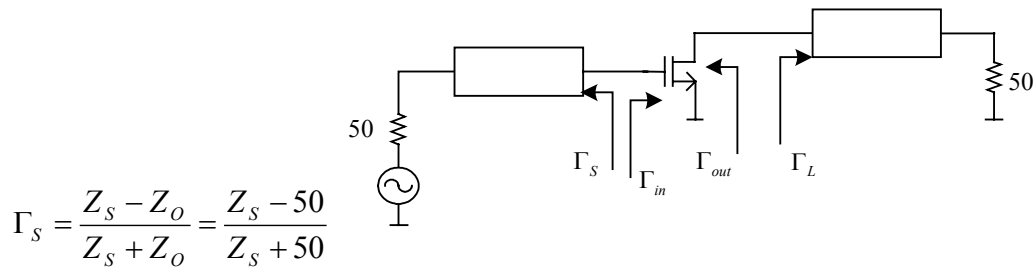 50
50
Γ_S
Γ_in
Γ_out
Γ_L
Γ_S = (Z_S − Z_O) / (Z_S + Z_O) = (Z_S − 50) / (Z_S + 50)